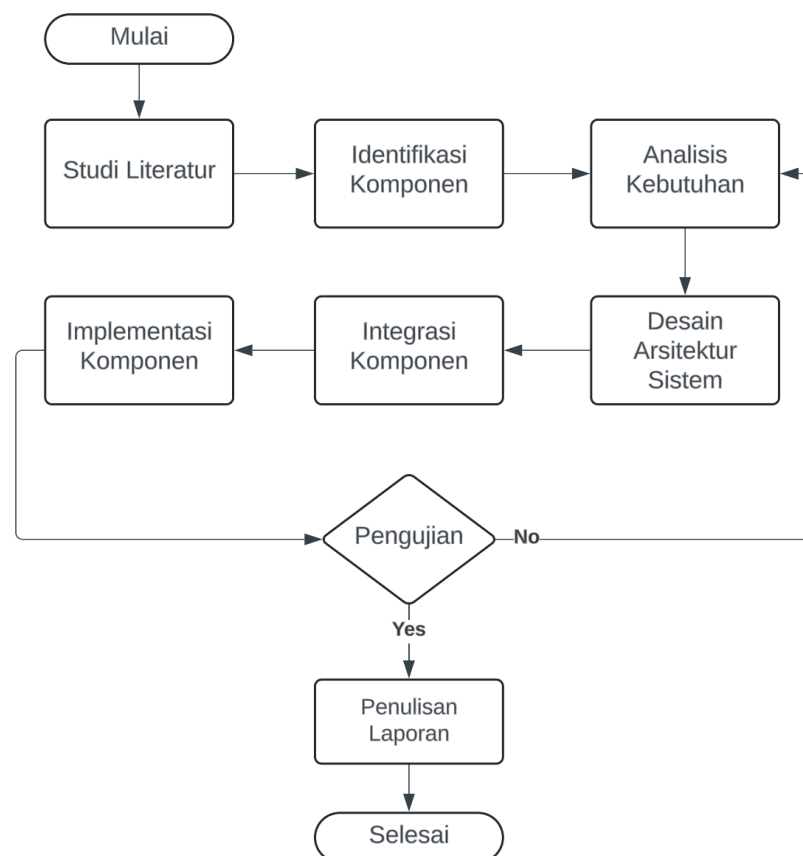 Mulai
Studi Literatur
Identifikasi
Komponen
Analisis
Kebutuhan
Desain
Arsitektur
Sistem
Integrasi
Komponen
Implementasi
Komponen
Pengujian
No
Yes
Penulisan
Laporan
Selesai